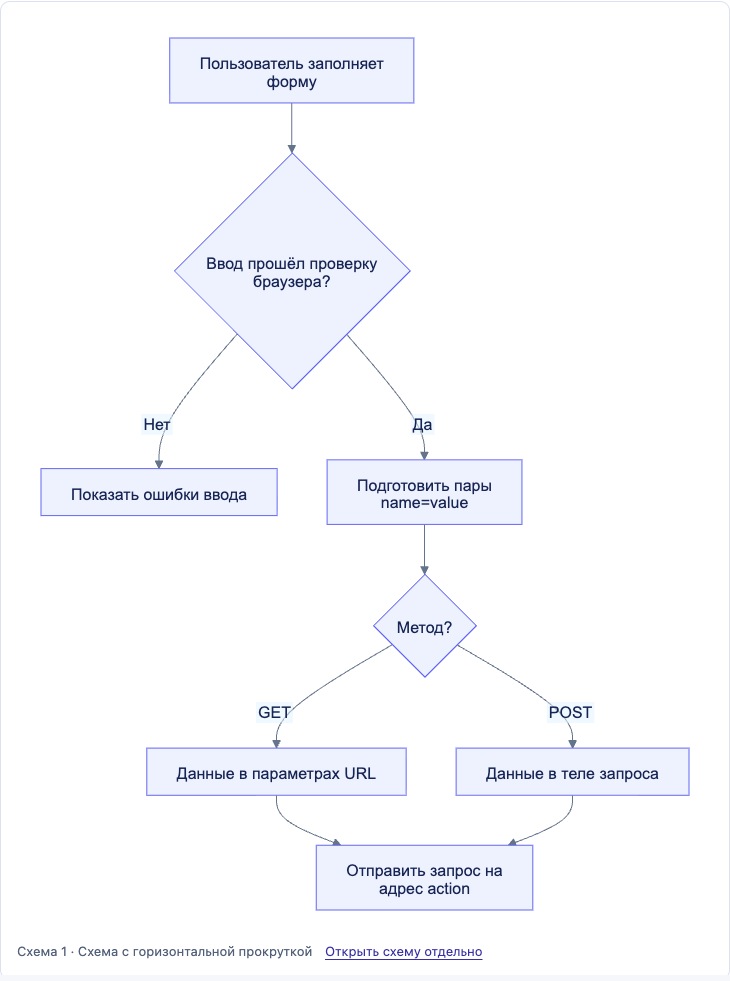 Пользователь заполняет
форму
Ввод прошёл проверку
браузера?
Нет
Да
Показать ошибки ввода
Подготовить пары
name=value
Метод?
GET
POST
Данные в параметрах URL
Данные в теле запроса
Отправить запрос на
адрес action
Схема 1 · Схема с горизонтальной прокруткой Открыть схему отдельно